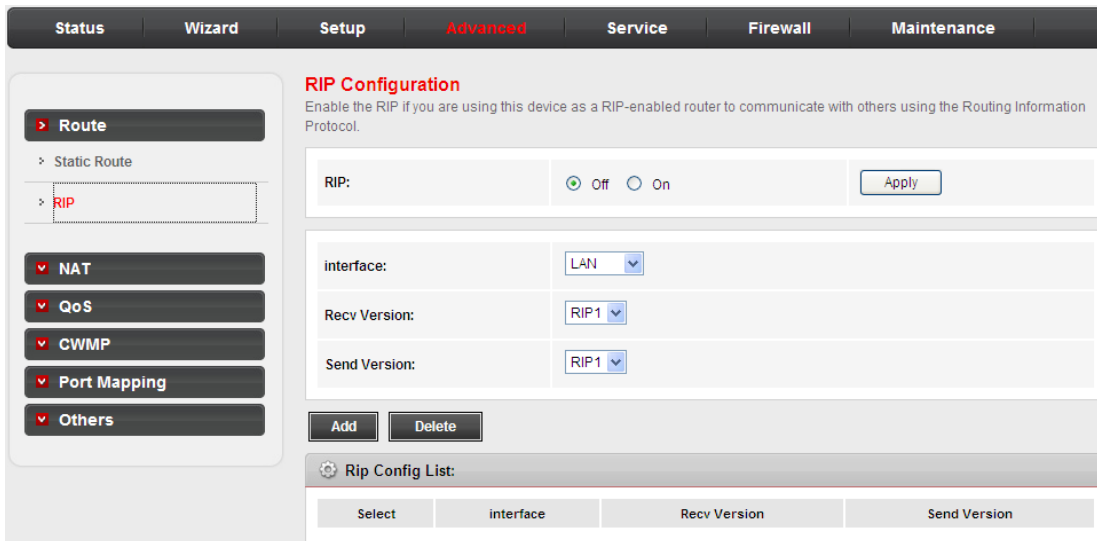 Status Wizard Setup Advanced Service Firewall Maintenance
Route
Static Route
RIP
NAT
QoS
CWMP
Port Mapping
Others
RIP Configuration
Enable the RIP if you are using this device as a RIP-enabled router to communicate with others using the Routing Information
Protocol.
RIP: Off On Apply
interface: LAN
Recv Version: RIP1
Send Version: RIP1
Add Delete
Rip Config List:
Select interface Recv Version Send Version